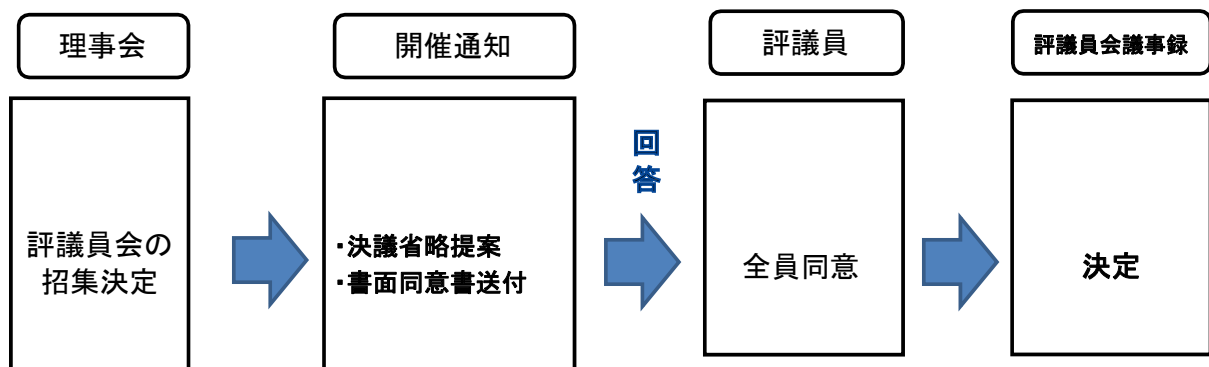 理事会
開催通知
評議員
評議員会議事録
評議員会の
招集決定
・決議省略提案
・書面同意書送付
回
答
全員同意
決定